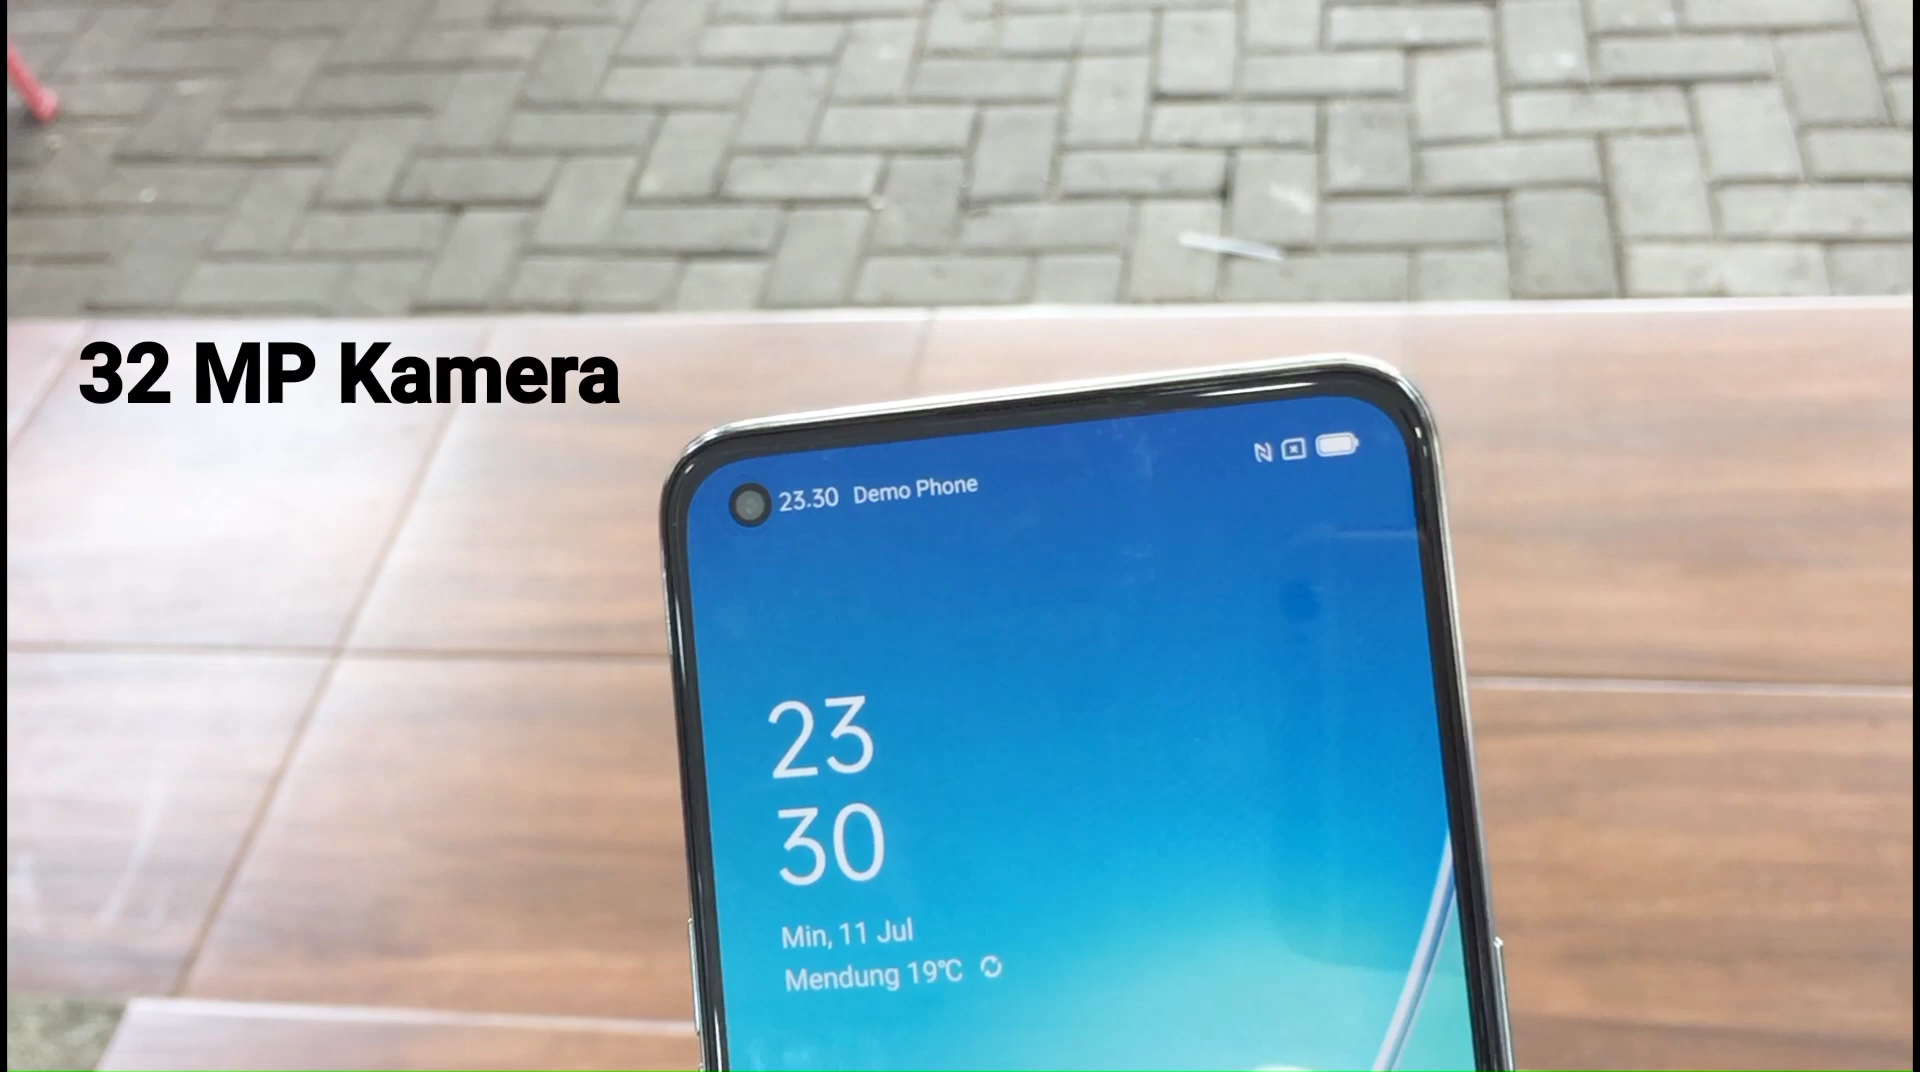 32 MP Kamera
23.30 Demo Phone
23
30
Min, 11 Jul
Mendung 19°C